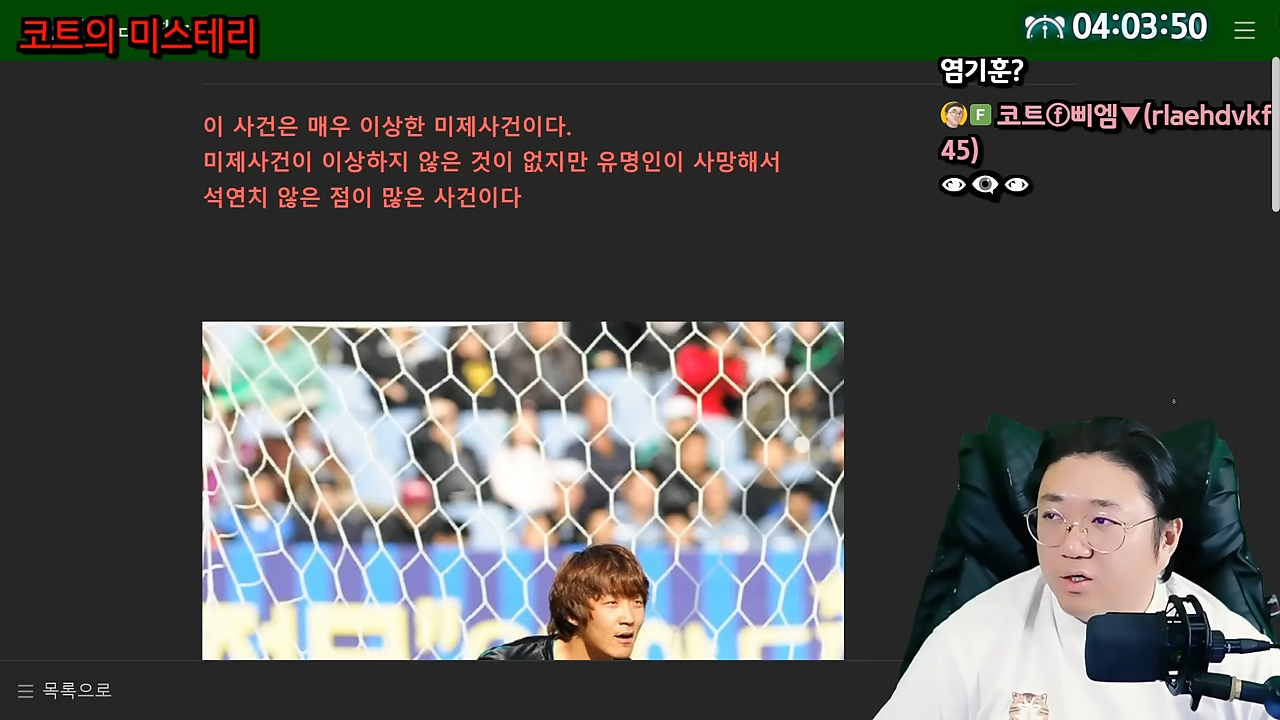 코트의 미스테리
04:03:50
염기훈?
F 코트ⓕ삐엠▼(rlaehdvkf
45)
이 사건은 매우 이상한 미제사건이다.
미제사건이 이상하지 않은 것이 없지만 유명인이 사망해서
석연치 않은 점이 많은 사건이다
목록으로